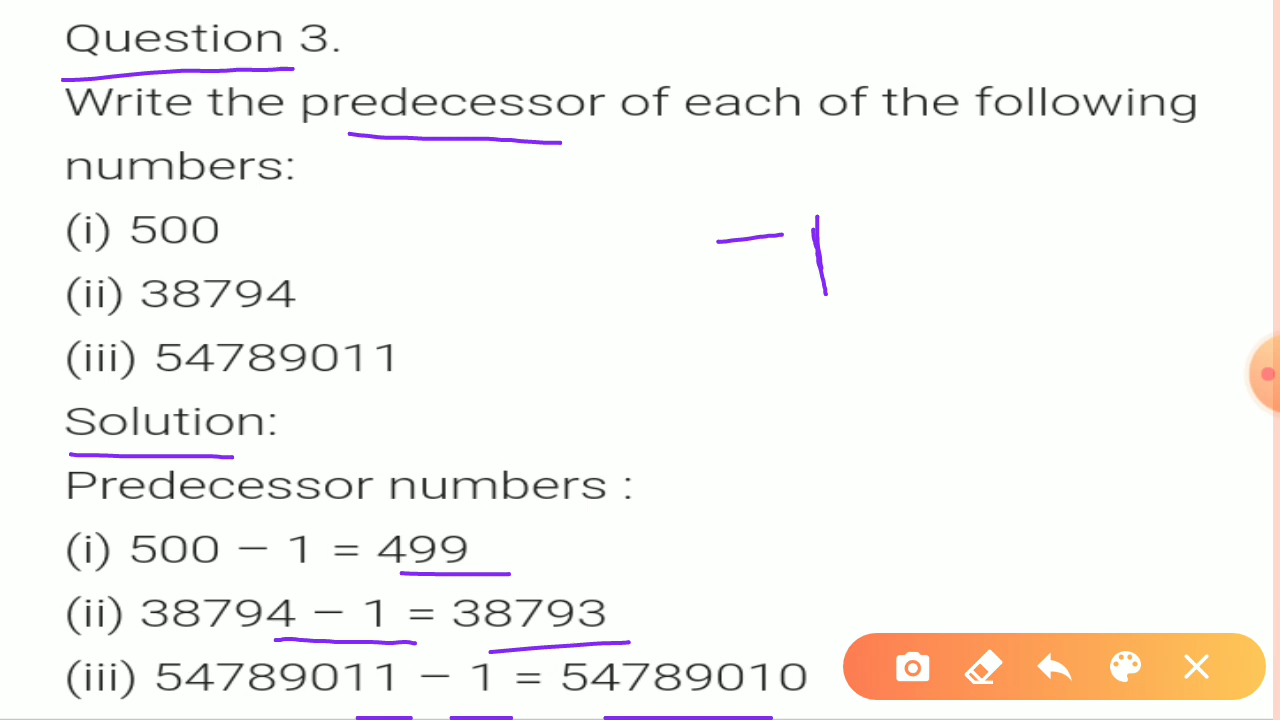 Question 3.
Write the predecessor of each of the following
numbers:
(i) 500
– 1
(ii) 38794
(iii) 54789011
Solution:
Predecessor numbers :
(i) 500 – 1 = 499
(ii) 38794 – 1 = 38793
(iii) 54789011 – 1 = 54789010